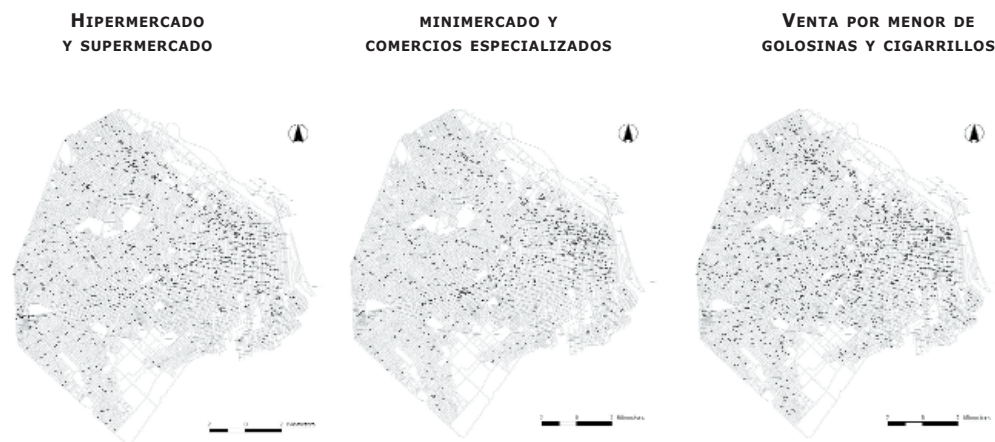 HIPERMERCADO
Y SUPERMERCADO
MINIMERCADO Y
COMERCIOS ESPECIALIZADOS
VENTA POR MENOR DE
GOLOSINAS Y CIGARRILLOS